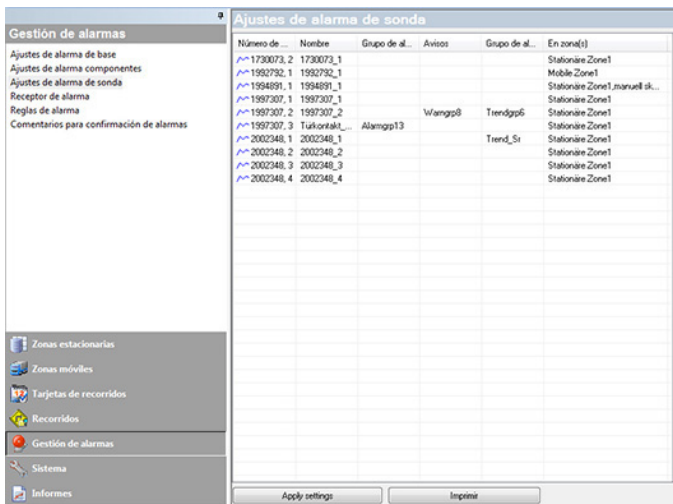 Gestión de alarmas
Ajustes de alarma de base
Ajustes de alarma componentes
Ajustes de alarma de sonda
Receptor de alarma
Reglas de alarma
Comentarios para confirmación de alarmas
Zonas estacionarias
Zonas móviles
Tarjetas de recorridos
Recorridos
Gestión de alarmas
Sistema
Informes
Ajustes de alarma de sonda
Número de ... Nombre Grupo de al... Avisos Grupo de al... En zona(s)
1730073, 2 1730073_1 Stationäre Zone1
1992792, 1 1992792_1 Mobile Zone1
1994891, 1 1994891_1 Stationäre Zone1,manuell sk...
1997307, 1 1997307_1 Stationäre Zone1
1997307, 2 1997307_2 Warngrp8 Trendgrp6 Stationäre Zone1
1997307, 3 Türkontakt_... Alarmgrp13 Stationäre Zone1
2002348, 1 2002348_1 Trend_Sr Stationäre Zone1
2002348, 2 2002348_2 Stationäre Zone1
2002348, 3 2002348_3 Stationäre Zone1
2002348, 4 2002348_4 Stationäre Zone1
Apply settings Imprimir